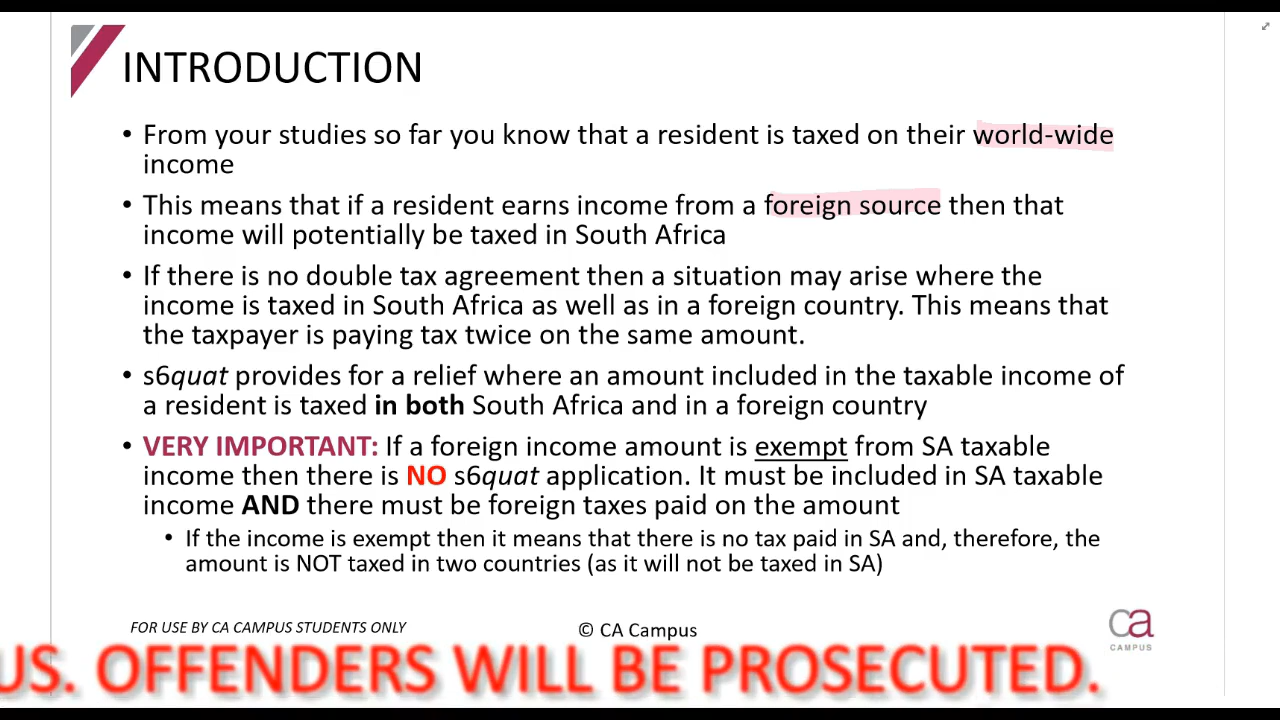 INTRODUCTION
• From your studies so far you know that a resident is taxed on their world-wide
income
• This means that if a resident earns income from a foreign source then that
income will potentially be taxed in South Africa
• If there is no double tax agreement then a situation may arise where the
income is taxed in South Africa as well as in a foreign country. This means that
the taxpayer is paying tax twice on the same amount.
• s6quat provides for a relief where an amount included in the taxable income of
a resident is taxed in both South Africa and in a foreign country
• VERY IMPORTANT: If a foreign income amount is exempt from SA taxable
income then there is NO s6quat application. It must be included in SA taxable
income AND there must be foreign taxes paid on the amount
• If the income is exempt then it means that there is no tax paid in SA and, therefore, the
amount is NOT taxed in two countries (as it will not be taxed in SA)
FOR USE BY CA CAMPUS STUDENTS ONLY
© CA Campus
ca
CAMPUS
US. OFFENDERS WILL BE PROSECUTED.